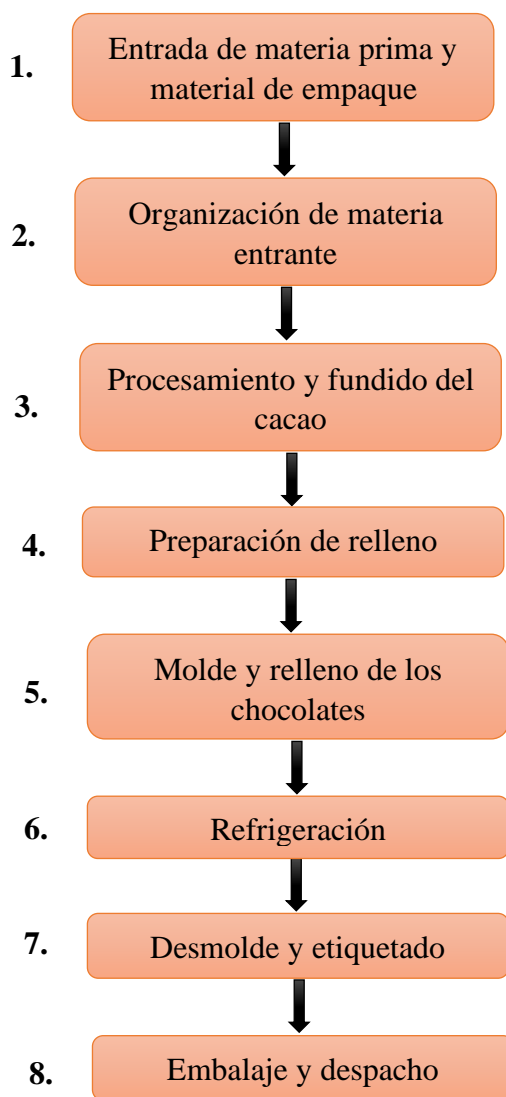 1.
Entrada de materia prima y
material de empaque
2.
Organización de materia
entrante
3.
Procesamiento y fundido del
cacao
4.
Preparación de relleno
5.
Molde y relleno de los
chocolates
6.
Refrigeración
7.
Desmolde y etiquetado
8.
Embalaje y despacho